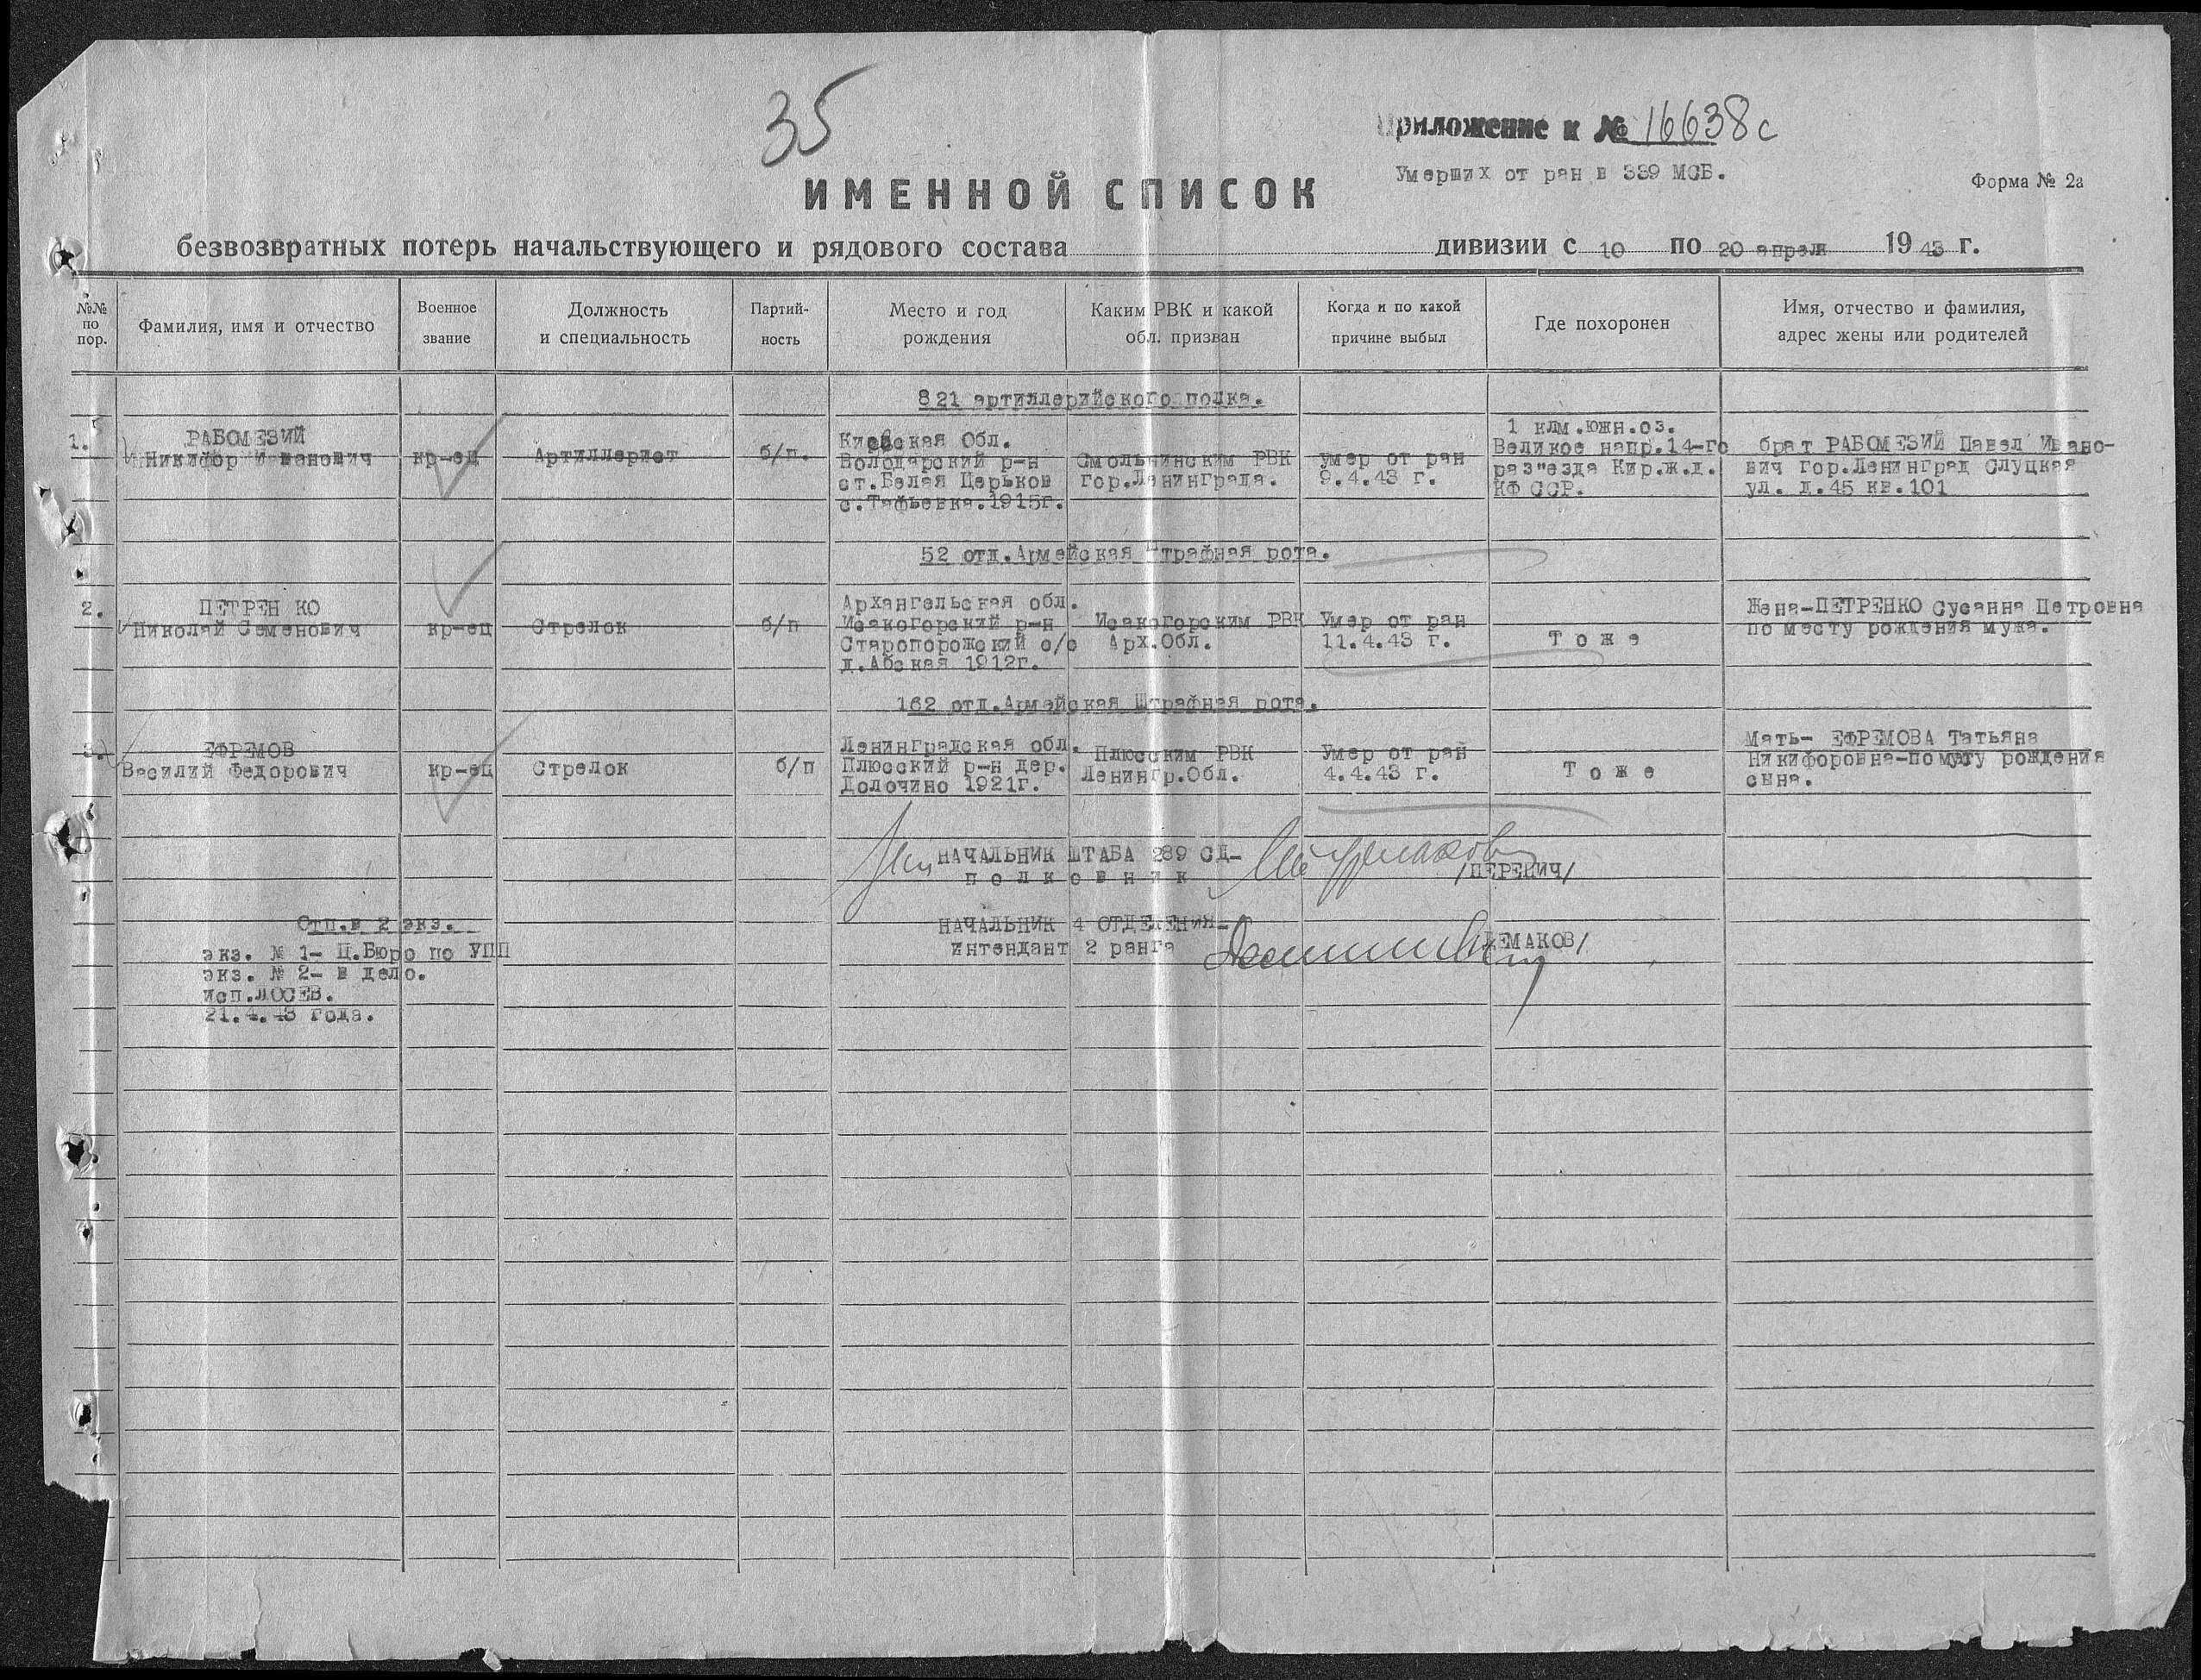 35
Приложение к № 16638с
Умерших от ран в 339 МСБ.
Форма № 2а
ИМЕННОЙ СПИСОК
безвозвратных потерь начальствующего и рядового состава дивизии с 10 по 20 апреля 1943 г.
№№ по пор.
Фамилия, имя и отчество
Военное звание
Должность и специальность
Партийность
Место и год рождения
Каким РВК и какой обл. призван
Когда и по какой причине выбыл
Где похоронен
Имя, отчество и фамилия, адрес жены или родителей
821 артиллерийского полка.
1.
РАБОМЕЗИЙ
Никифор Иванович
кр-ец
Артиллерист
б/п.
Киевская Обл.
Володарский р-н
ст.Белая Церьков
с.Тафьевка.1915г.
Смольнинским РВК
гор.Ленинграда.
умер от ран
9.4.43 г.
1 клм.южн.оз.
Великое напр.14-го
раз"езда Кир.ж.д.
КФ ССР.
брат РАБОМЕЗИЙ Павел Ивано-
вич гор.Ленинград Слуцкая
ул. д.45 кв.101
52 отд.Армейская Штрафная рота.
2.
ПЕТРЕН КО
Николай Семенович
кр-ец
Стрелок
б/п
Архангельская обл.
Исакогорский р-н
Старопорожский с/с
д.Абская 1912г.
Исакогорским РВК
Арх.Обл.
Умер от ран
11.4.43 г.
Т о ж е
Жена-ПЕТРЕНКО Сусанна Петровна
по месту рождения мужа.
162 отд.Армейская Штрафная рота.
3.
ЕФРЕМОВ
Василий Федорович
кр-ец
Стрелок
б/п
Ленинградская обл.
Плюсский р-н дер.
Долочино 1921г.
Плюсским РВК
Ленингр.Обл.
Умер от ран
4.4.43 г.
Т о ж е
Мать- ЕФРЕМОВА Татьяна
Никифоровна-по месту рождения
сына.
НАЧАЛЬНИК ШТАБА 289 СД-
п о л к о в н и к /ПЕРЕВИЧ/
НАЧАЛЬНИК 4 ОТДЕЛЕНИЯ-
интендант 2 ранга
Отп.в 2 экз.
экз. № 1- Ц.Бюро по УПП
экз. № 2- в дело.
исп.ЛОСЕВ.
21.4.43 года.